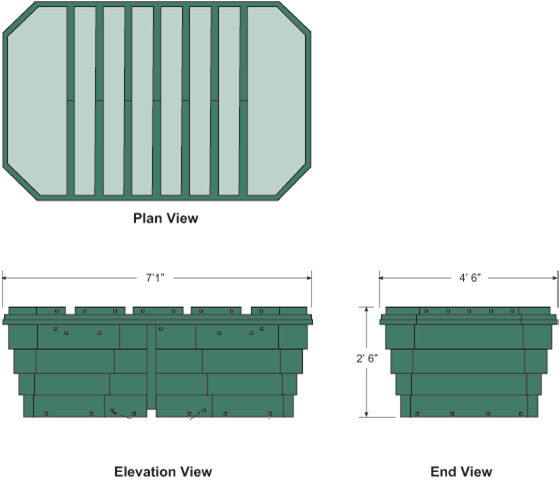 Plan View
7'1"
4' 6"
2' 6"
Elevation View
End View